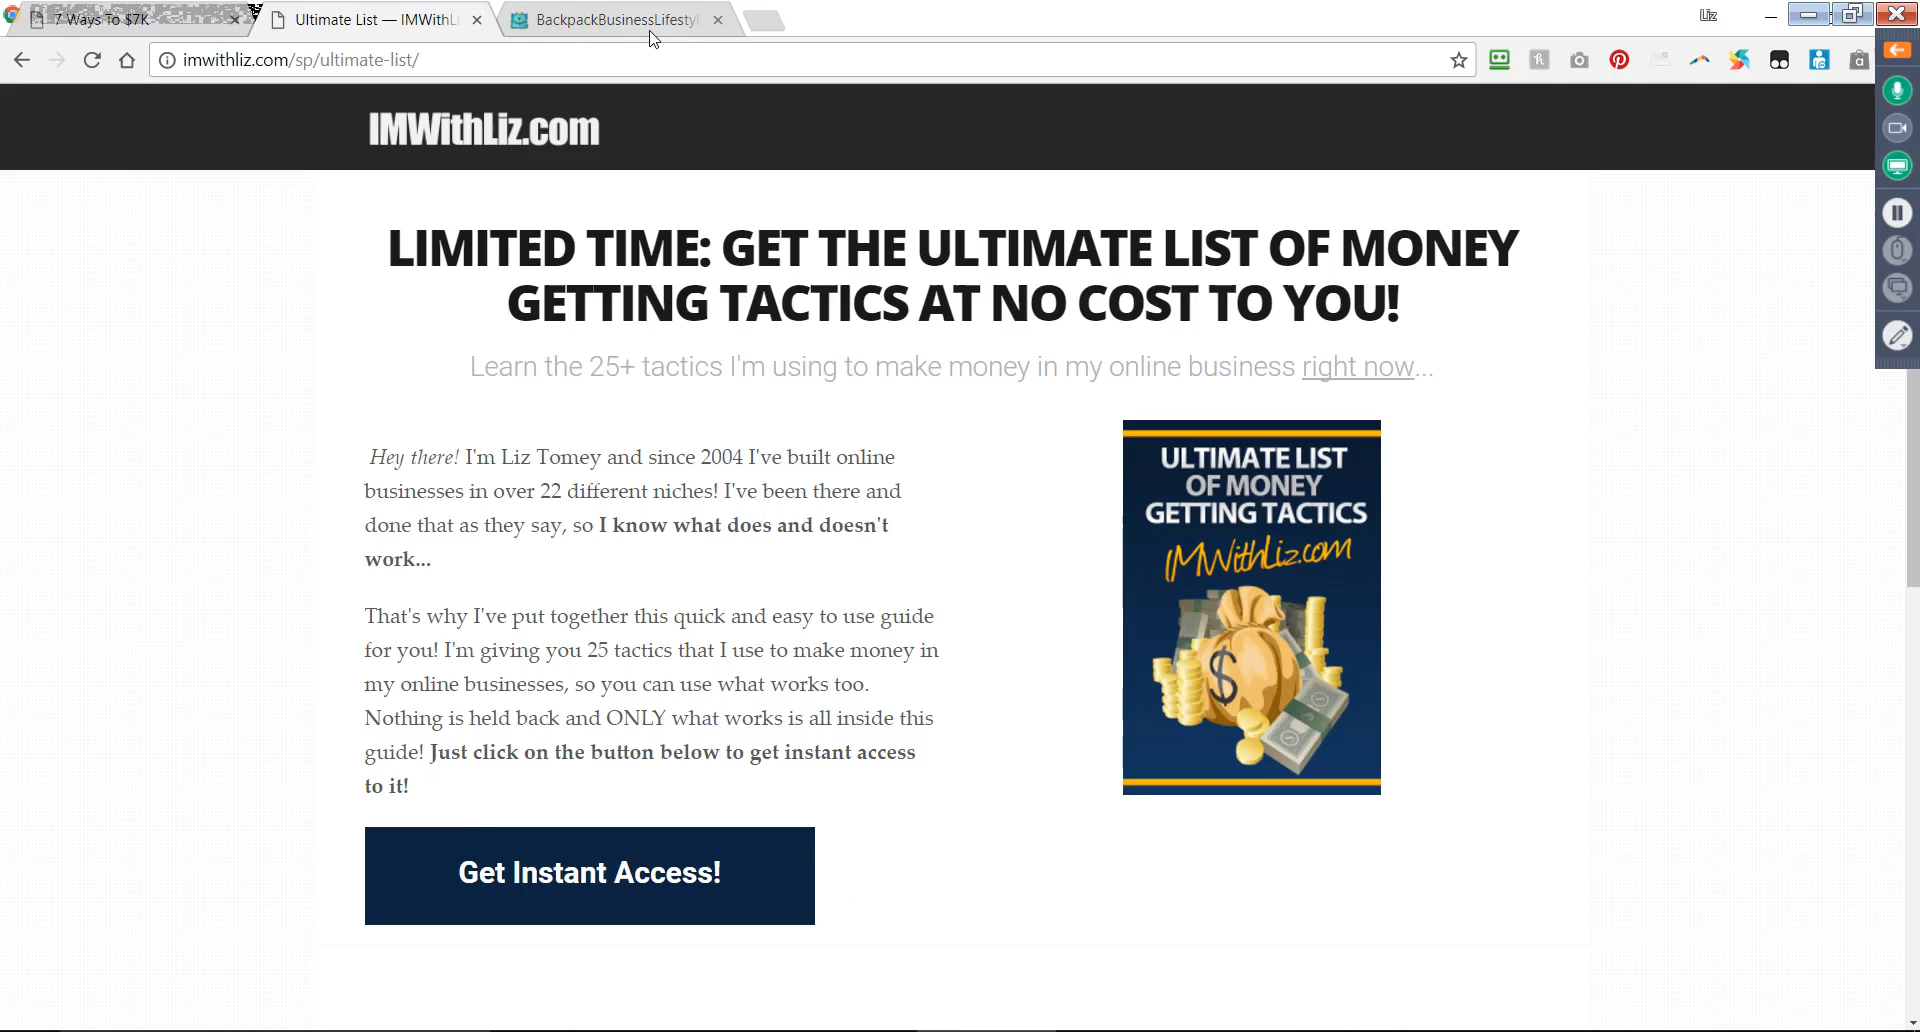 7 Ways To $7K
Ultimate List — IMWithL
BackpackBusinessLifesty
Liz
imwithliz.com/sp/ultimate-list/
IMWithLiz.com
LIMITED TIME: GET THE ULTIMATE LIST OF MONEY
GETTING TACTICS AT NO COST TO YOU!
Learn the 25+ tactics I'm using to make money in my online business right now...
Hey there! I'm Liz Tomey and since 2004 I've built online
businesses in over 22 different niches! I've been there and
done that as they say, so I know what does and doesn't
work...
That's why I've put together this quick and easy to use guide
for you! I'm giving you 25 tactics that I use to make money in
my online businesses, so you can use what works too.
Nothing is held back and ONLY what works is all inside this
guide! Just click on the button below to get instant access
to it!
Get Instant Access!
ULTIMATE LIST
OF MONEY
GETTING TACTICS
IMWithLiz.com
$